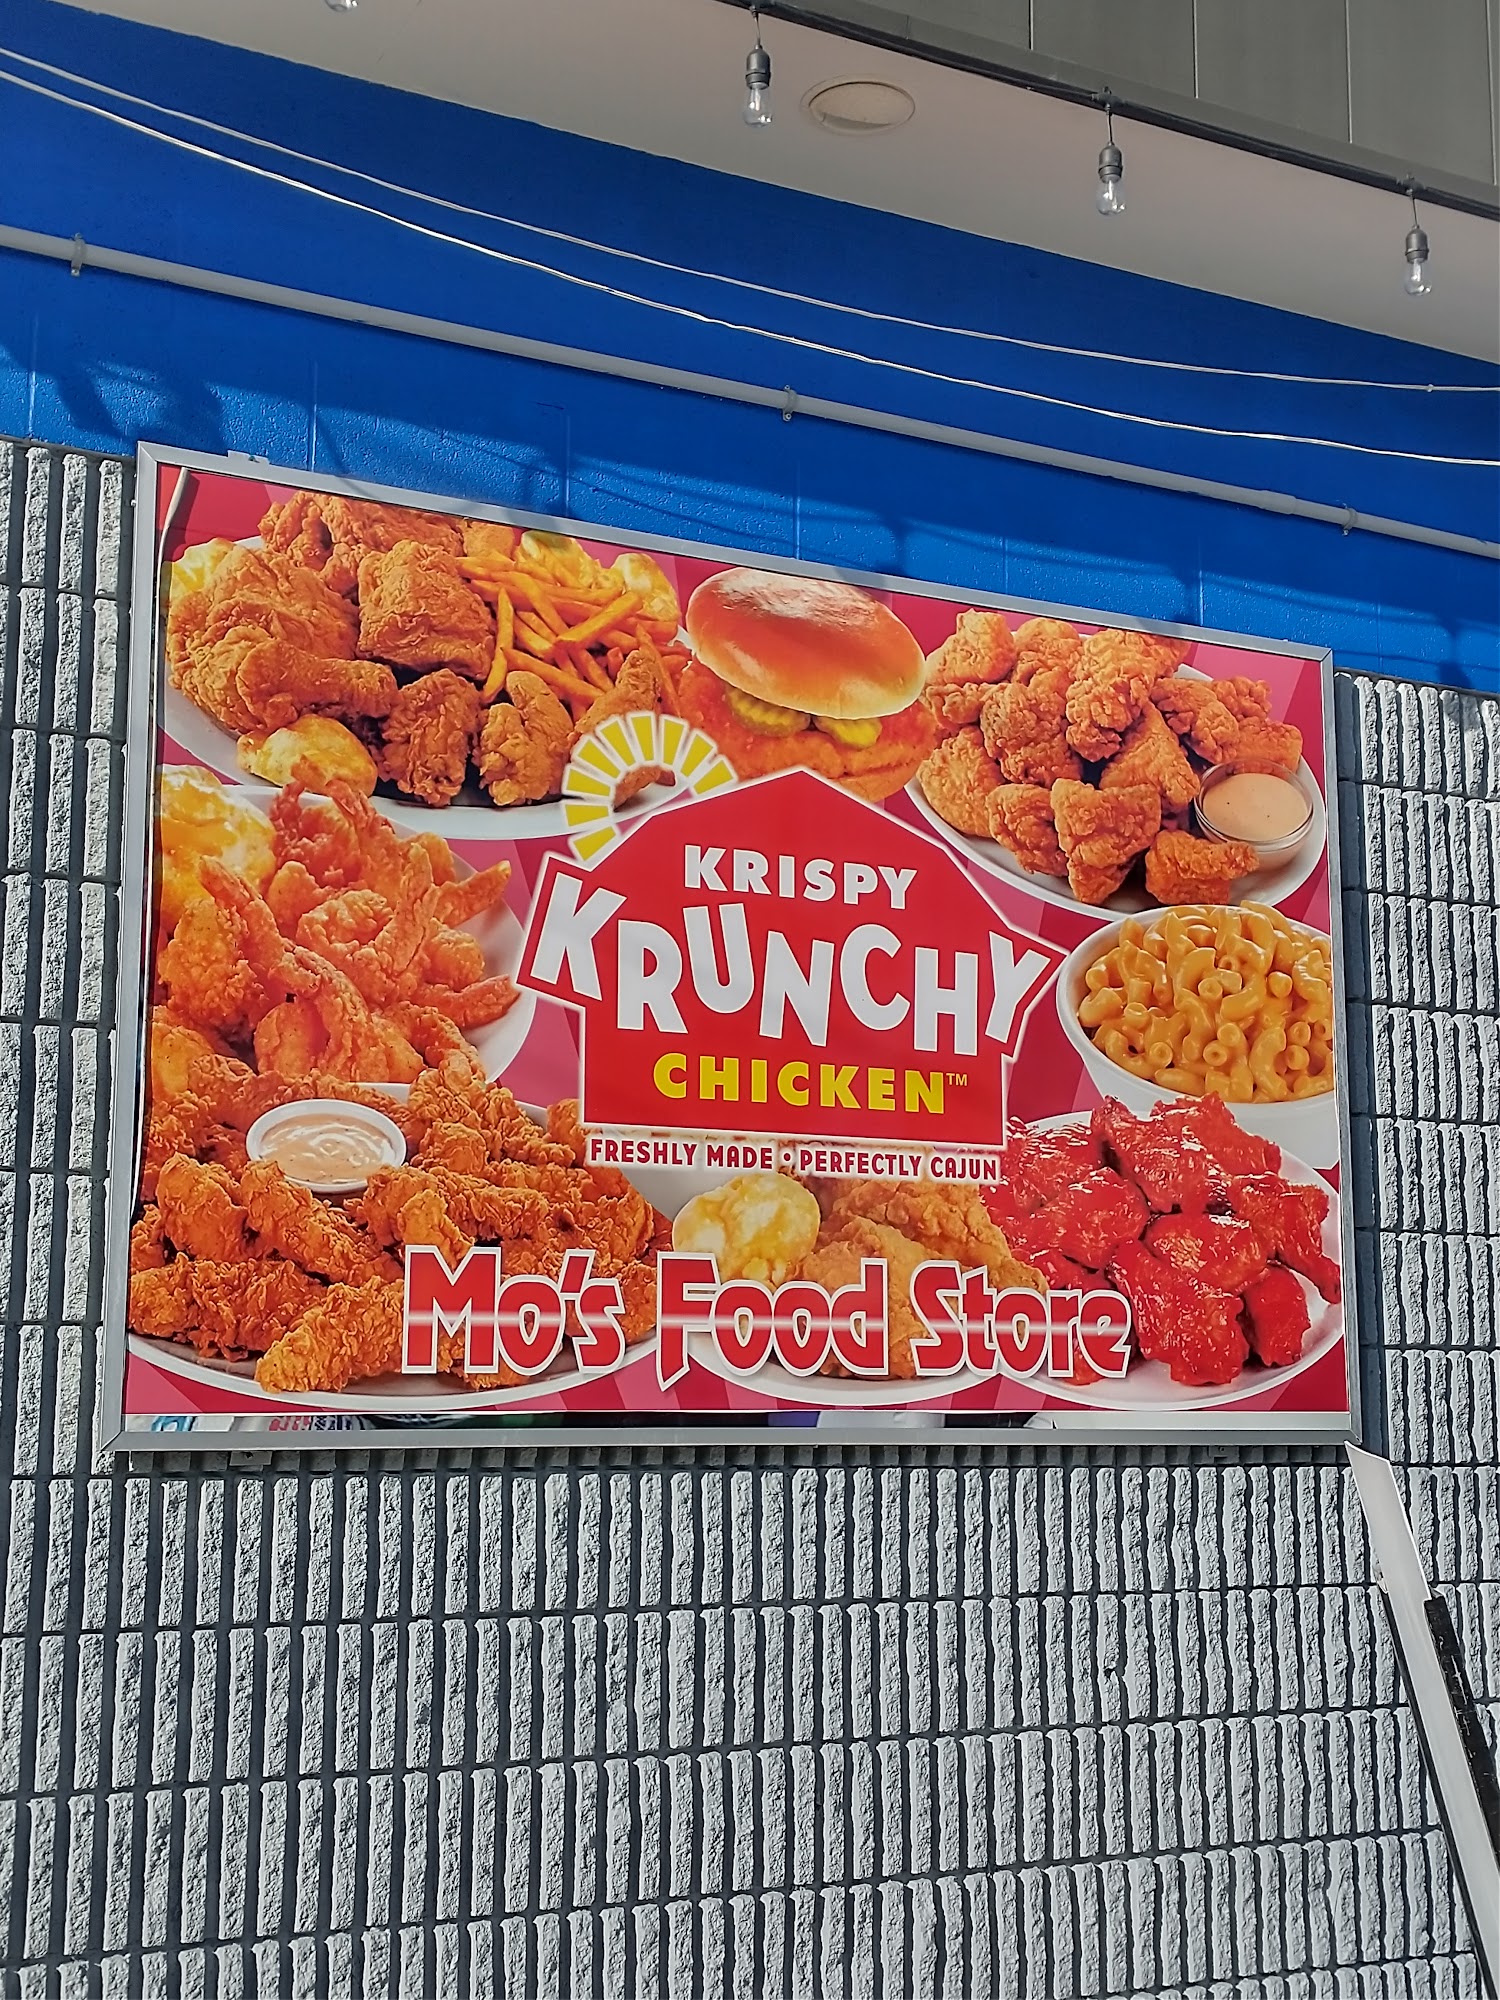 KRISPY
KRUNCHY
CHICKEN™
FRESHLY MADE • PERFECTLY CAJUN
Mo's Food Store